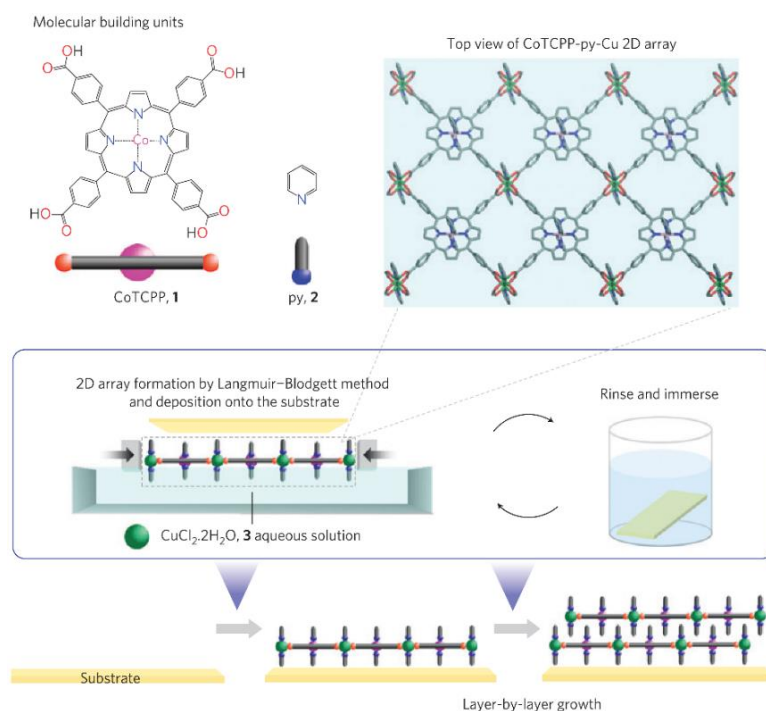 Molecular building units
Top view of CoTCPP-py-Cu 2D array
O
OH
HO
O
N
N
Co
N
N
N
HO
O
OH
O
CoTCPP, 1
py, 2
2D array formation by Langmuir−Blodgett method
and deposition onto the substrate
Rinse and immerse
CuCl₂.2H₂O, 3 aqueous solution
Substrate
Layer-by-layer growth